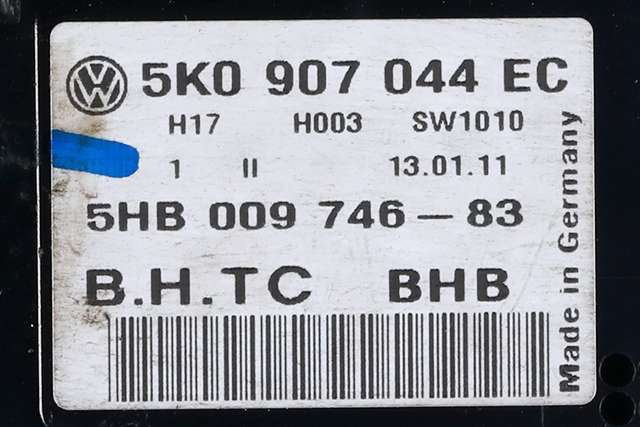 5K0 907 044 EC
H17 H003 SW1010
1 II 13.01.11
5HB 009 746-83
B.H.TC BHB
Made in Germany